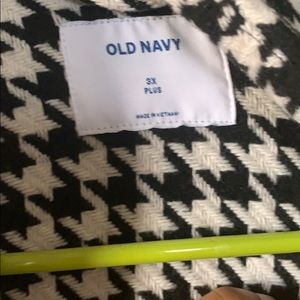 OLD NAVY
3X
PLUS
MADE IN VIETNAM